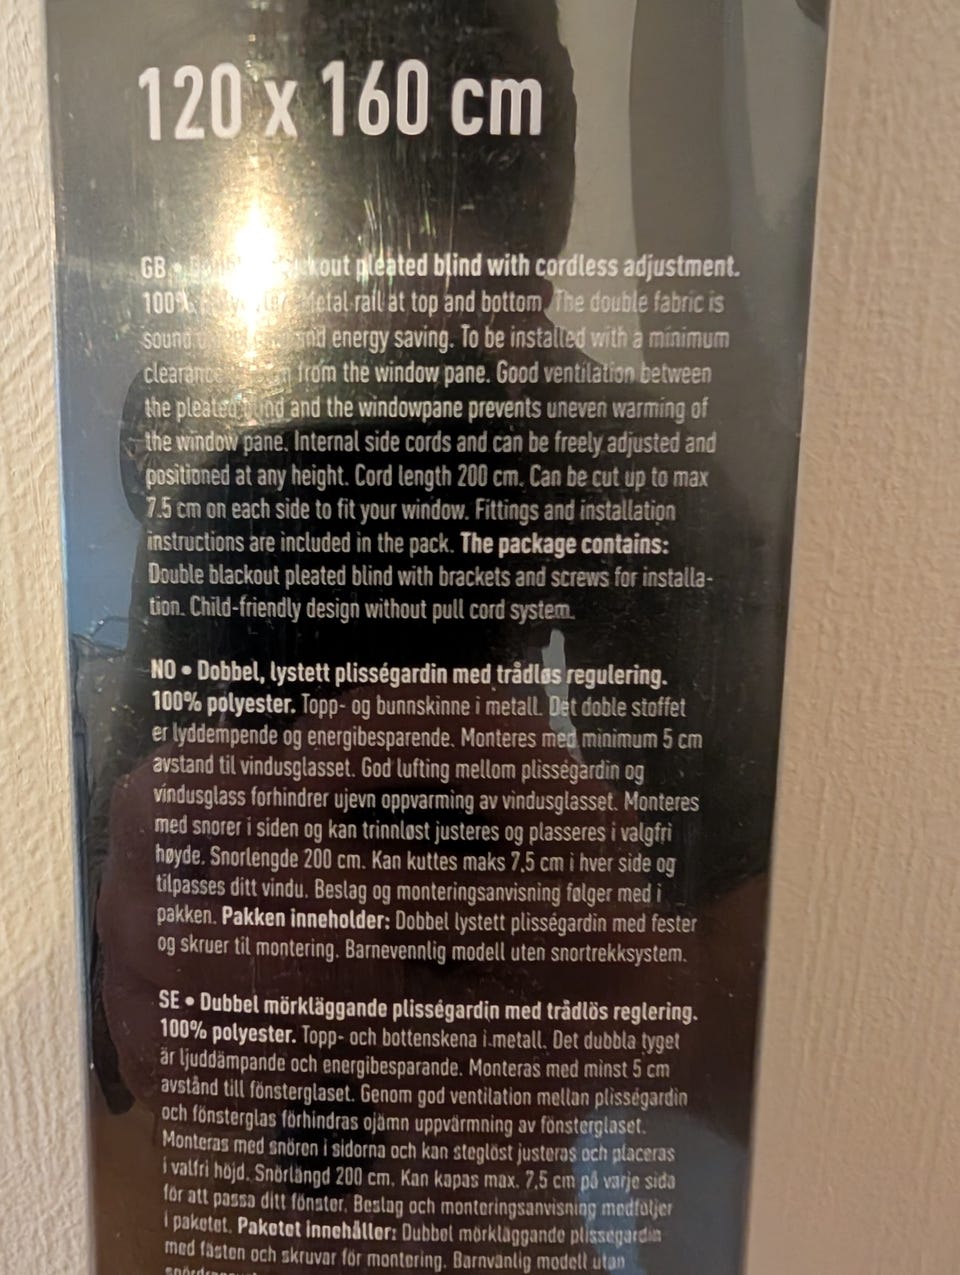 120 x 160 cm
GB • out pleated blind with cordless adjustment.
100% metal rail at top and bottom. The double fabric is
sound and energy saving. To be installed with a minimum
clearance from the window pane. Good ventilation between
the pleated blind and the windowpane prevents uneven warming of
the window pane. Internal side cords and can be freely adjusted and
positioned at any height. Cord length 200 cm. Can be cut up to max
7.5 cm on each side to fit your window. Fittings and installation
instructions are included in the pack. The package contains:
Double blackout pleated blind with brackets and screws for installa-
tion. Child-friendly design without pull cord system.
NO • Dobbel, lystett plisségardin med trådløs regulering.
100% polyester. Topp- og bunnskinne i metall. Det doble stoffet
er lyddempende og energibesparende. Monteres med minimum 5 cm
avstand til vindusglasset. God lufting mellom plisségardin og
vindusglass forhindrer ujevn oppvarming av vindusglasset. Monteres
med snorer i siden og kan trinnløst justeres og plasseres i valgfri
høyde. Snorlengde 200 cm. Kan kuttes maks 7,5 cm i hver side og
tilpasses ditt vindu. Beslag og monteringsanvisning følger med i
pakken. Pakken inneholder: Dobbel lystett plisségardin med fester
og skruer til montering. Barnevennlig modell uten snortrekksystem.
SE • Dubbel mörkläggande plisségardin med trådlös reglering.
100% polyester. Topp- och bottenskena i metall. Det dubbla tyget
är ljuddämpande och energibesparande. Monteras med minst 5 cm
avstånd till fönsterglaset. Genom god ventilation mellan plisségardin
och fönsterglas förhindras ojämn uppvärmning av fönsterglaset.
Monteras med snören i sidorna och kan steglöst justeras och placeras
i valfri höjd. Snörlängd 200 cm. Kan kapas max. 7,5 cm på varje sida
för att passa ditt fönster. Beslag och monteringsanvisning medföljer
i paketet. Paketet innehåller: Dubbel mörkläggande plisségardin
med fästen och skruvar för montering. Barnvänlig modell utan